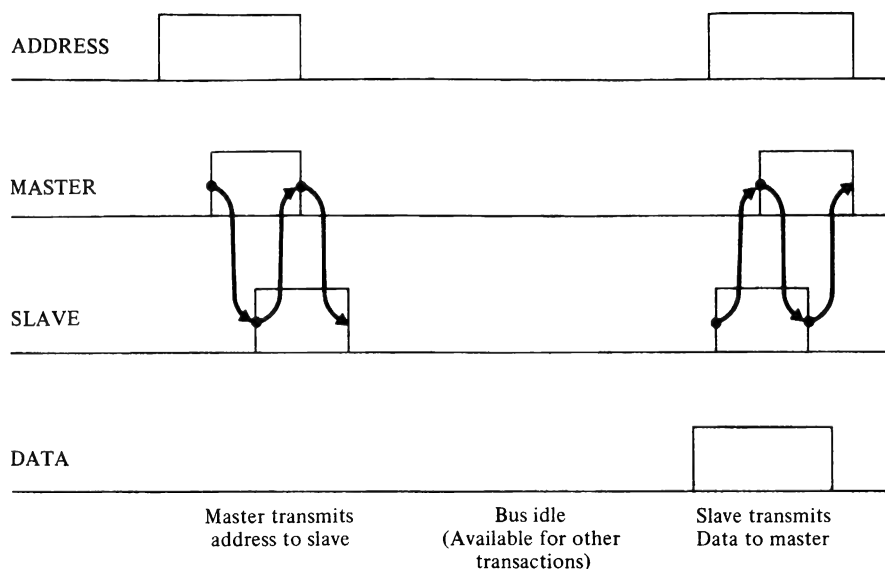 ADDRESS
MASTER
SLAVE
DATA
Master transmits
address to slave
Bus idle
(Available for other
transactions)
Slave transmits
Data to master